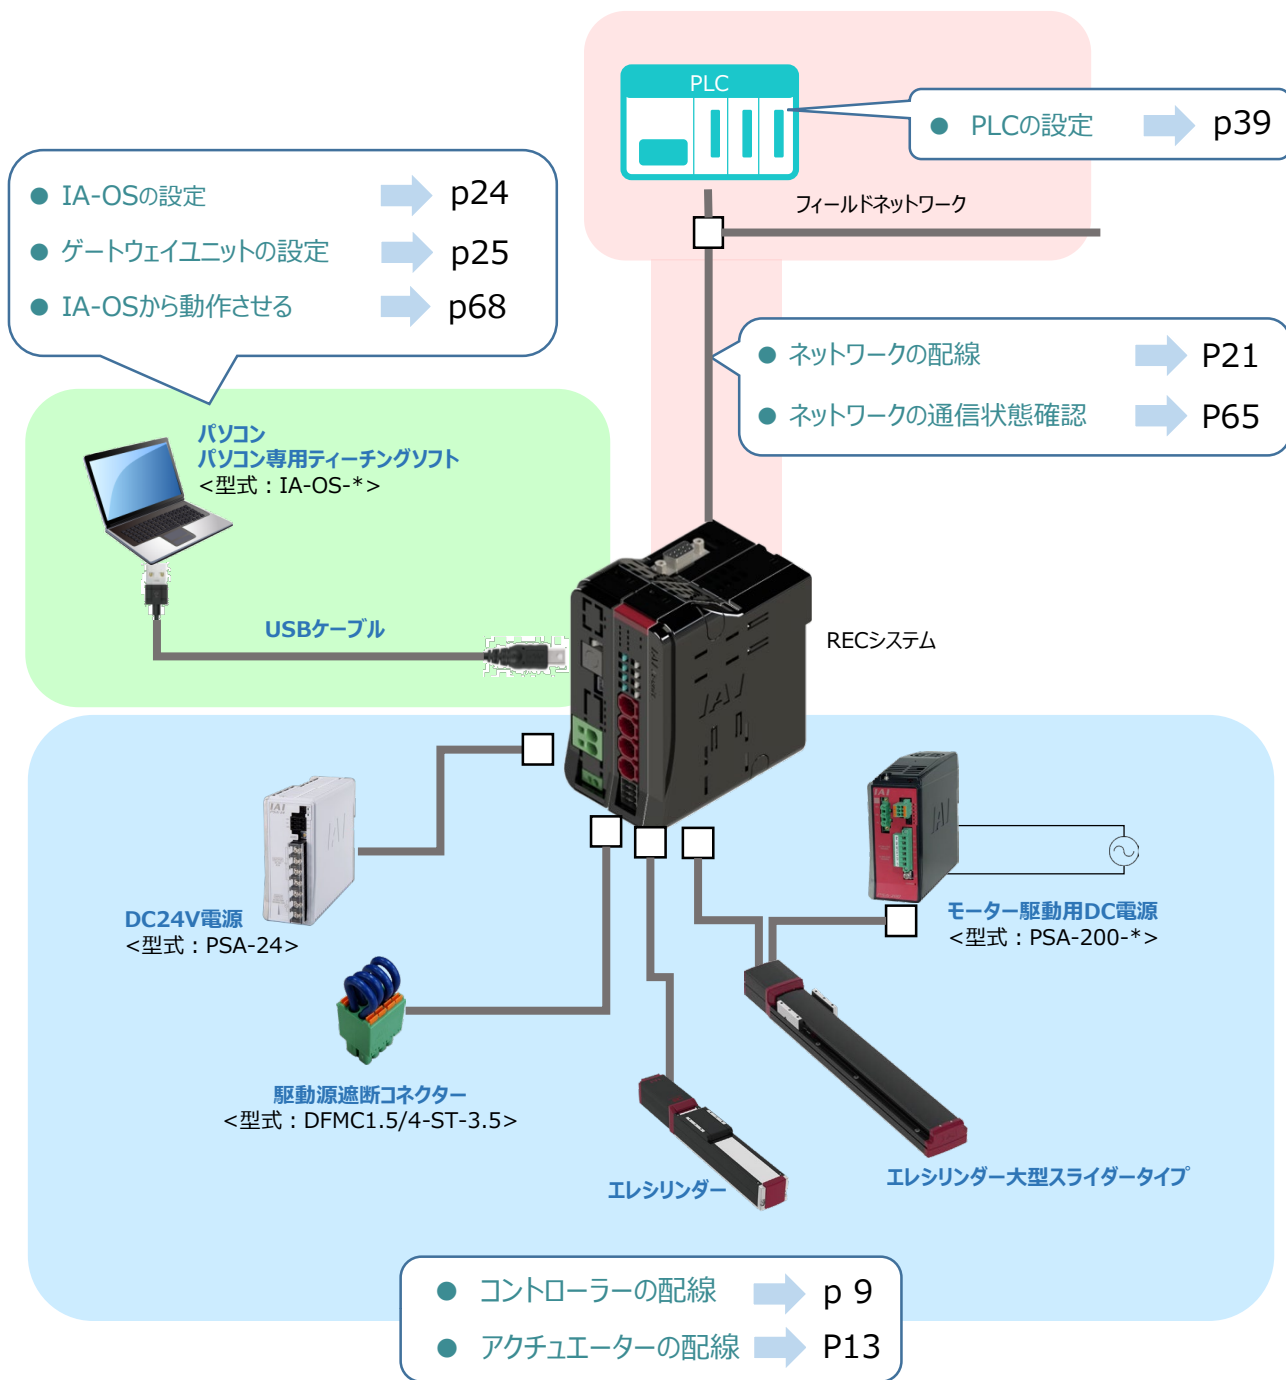 PLC
● PLCの設定 p39
フィールドネットワーク
● IA-OSの設定 p24
● ゲートウェイユニットの設定 p25
● IA-OSから動作させる p68
● ネットワークの配線 P21
● ネットワークの通信状態確認 P65
パソコン
パソコン専用ティーチングソフト
<型式：IA-OS-*>
USBケーブル
RECシステム
IAI
IAI
IAI
DC24V電源
<型式：PSA-24>
モーター駆動用DC電源
<型式：PSA-200-*>
駆動源遮断コネクター
<型式：DFMC1.5/4-ST-3.5>
エレシリンダー
エレシリンダー大型スライダータイプ
● コントローラーの配線 p 9
● アクチュエーターの配線 P13